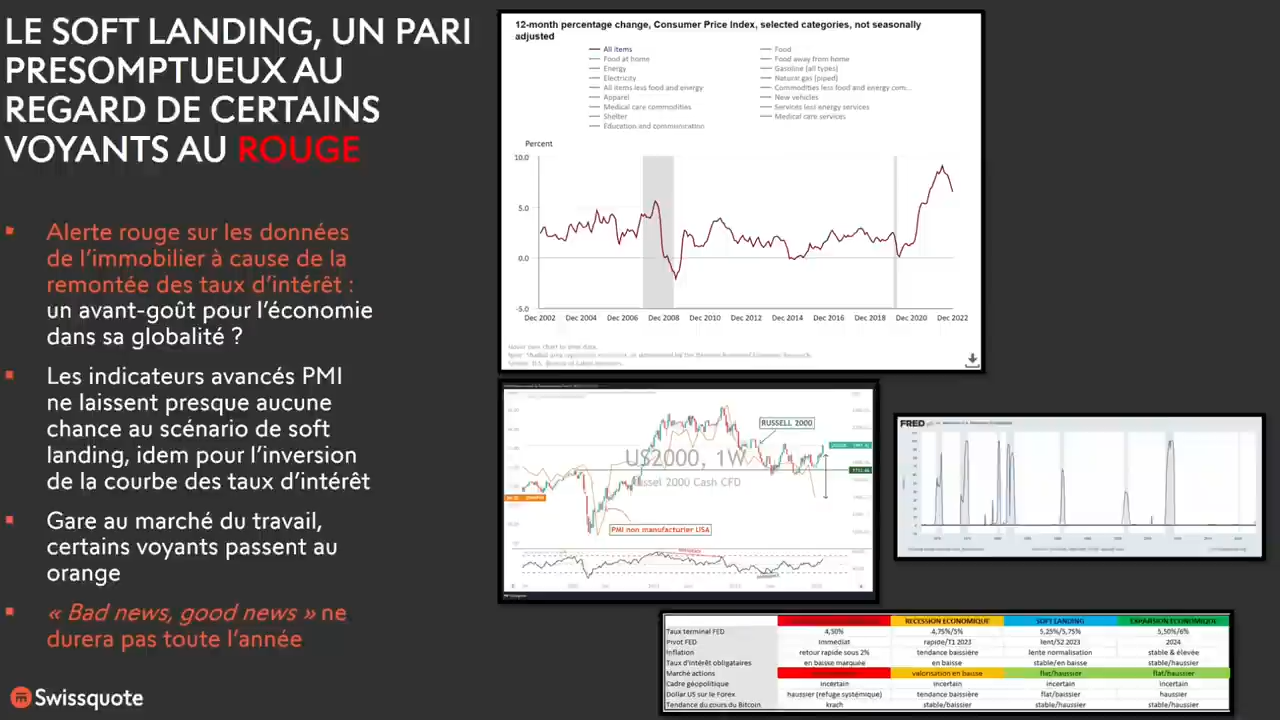 LE SOFT LANDING, UN PARI
PRESOMPTUEUX AU
REGARD DE CERTAINS
VOYANTS AU ROUGE
Alerte rouge sur les données
de l'immobilier à cause de la
remontée des taux d'intérêt :
un avant-goût pour l'économie
dans sa globalité ?
Les indicateurs avancés PMI
ne laissent presque aucune
chance au scénario de soft
landing, idem pour l'inversion
de la courbe des taux d'intérêt
Gare au marché du travail,
certains voyants passent au
orange
« Bad news, good news » ne
durera pas toute l'année
Swissquote
12-month percentage change, Consumer Price Index, selected categories, not seasonally
adjusted
All items
Food at home
Energy
Electricity
All items less food and energy
Apparel
Medical care commodities
Shelter
Education and communication
Food
Food away from home
Gasoline (all types)
Natural gas (piped)
Commodities less food and energy com...
New vehicles
Services less energy services
Medical care services
Percent
10.0
5.0
0.0
-5.0
Dec 2002 Dec 2004 Dec 2006 Dec 2008 Dec 2010 Dec 2012 Dec 2014 Dec 2016 Dec 2018 Dec 2020 Dec 2022
RUSSELL 2000
US2000, 1W
Russel 2000 Cash CFD
PMI non manufacturier USA
FRED
RECESSION ECONOMIQUE SOFT LANDING EXPANSION ECONOMIQUE
Taux terminal FED 4,50% 4,75%/5% 5,25%/5,75% 5,50%/6%
Pivot FED immédiat rapide/T1 2023 lent/S2 2023 2024
Inflation retour rapide sous 2% tendance baissière lente normalisation stable & élevée
Taux d'intérêt obligataires en baisse marquée en baisse stable/en baisse stable/haussier
Marché actions valorisation en baisse flat/haussier flat/haussier
Cadre géopolitique incertain incertain incertain incertain
Dollar US sur le Forex haussier (refuge systémique) tendance baissière flat/baissier haussier
Tendance du cours du Bitcoin krach stable/baissier stable/haussier stable/haussier